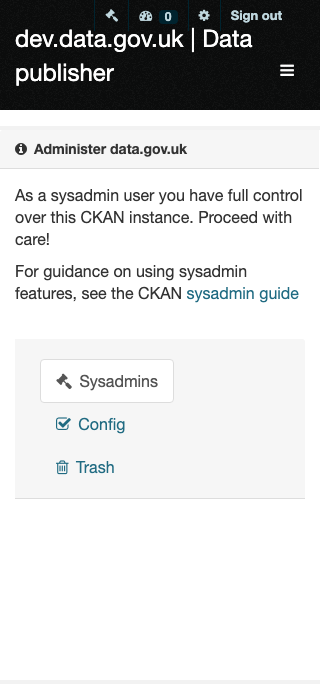 0 Sign out
dev.data.gov.uk | Data
publisher
Administer data.gov.uk
As a sysadmin user you have full control
over this CKAN instance. Proceed with
care!
For guidance on using sysadmin
features, see the CKAN sysadmin guide
Sysadmins
Config
Trash